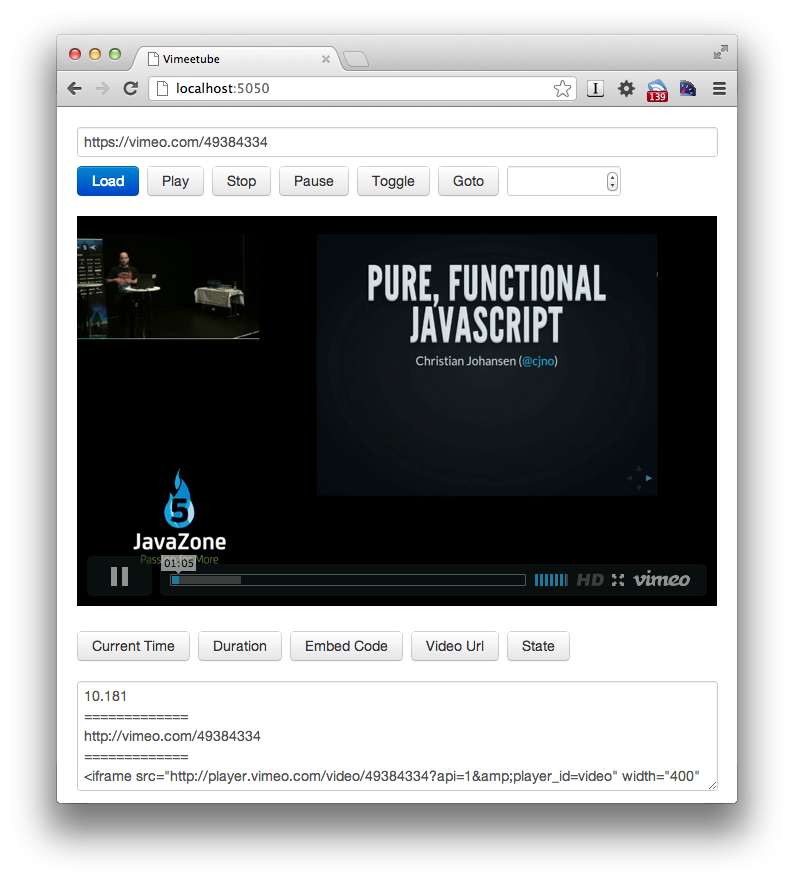 Vimeetube
localhost:5050
139
https://vimeo.com/49384334
Load Play Stop Pause Toggle Goto
PURE, FUNCTIONAL
JAVASCRIPT
Christian Johansen (@cjno)
5
JavaZone
More
01:05
HD vimeo
Current Time Duration Embed Code Video Url State
10.181
=============
http://vimeo.com/49384334
=============
<iframe src="http://player.vimeo.com/video/49384334?api=1&amp;player_id=video" width="400"